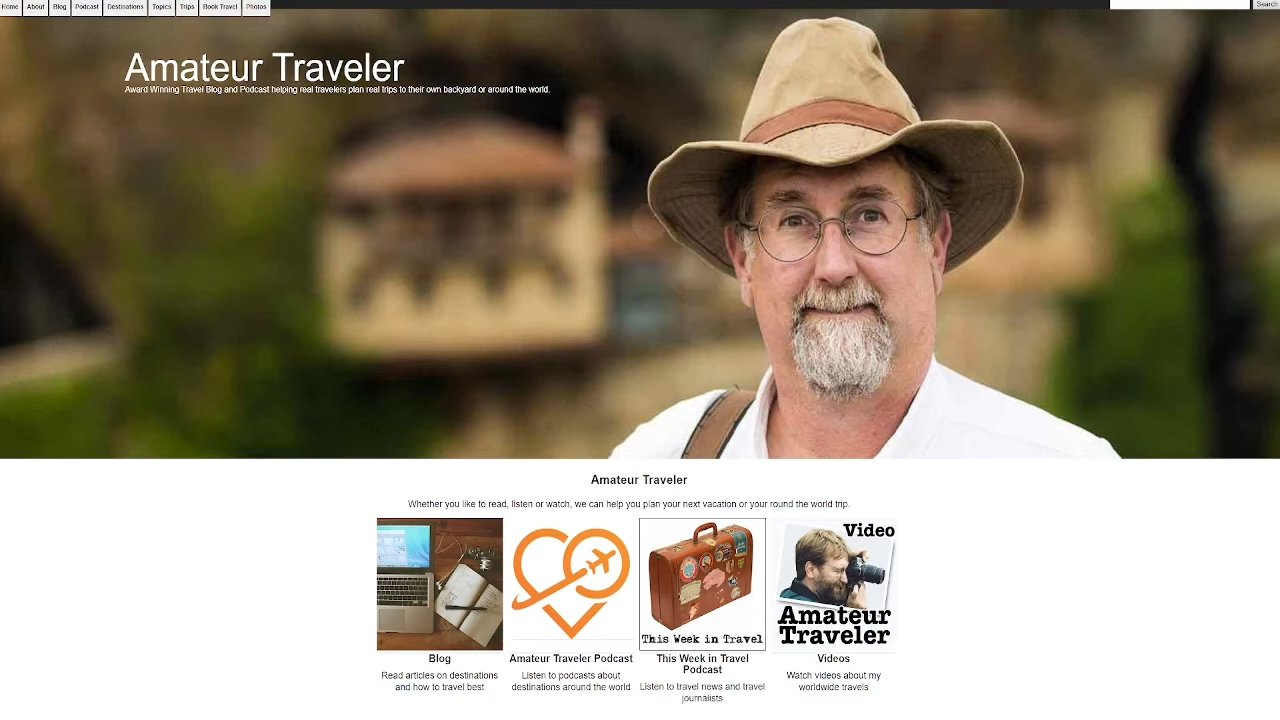 Home About Blog Podcast Destinations Topics Trips Book Travel Photos Search
Amateur Traveler
Award Winning Travel Blog and Podcast helping real travelers plan real trips to their own backyard or around the world.
Amateur Traveler
Whether you like to read, listen or watch, we can help you plan your next vacation or your round the world trip.
This Week in Travel
Video
Amateur
Traveler
Blog
Read articles on destinations
and how to travel best
Amateur Traveler Podcast
Listen to podcasts about
destinations around the world
This Week in Travel
Podcast
Listen to travel news and travel
journalists
Videos
Watch videos about my
worldwide travels